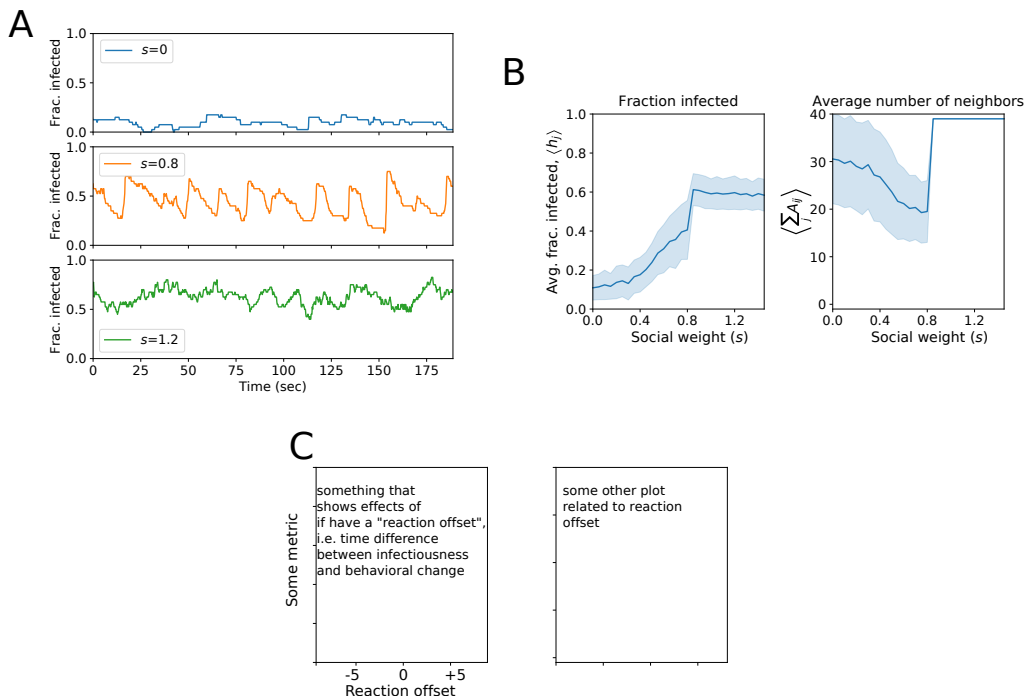 A
1.0
0.5
0.0
Frac. infected
s=0
1.0
0.5
0.0
Frac. infected
s=0.8
1.0
0.5
0.0
Frac. infected
s=1.2
0 25 50 75 100 125 150 175
Time (sec)
B
Fraction infected
1.0
0.8
0.6
0.4
0.2
0.0
Avg. frac. infected, ⟨hⱼ⟩
0.0 0.4 0.8 1.2
Social weight (s)
Average number of neighbors
40
30
20
10
0
⟨∑ⱼ Aᵢⱼ⟩
0.0 0.4 0.8 1.2
Social weight (s)
C
Some metric
something that
shows effects of
if have a "reaction offset",
i.e. time difference
between infectiousness
and behavioral change
-5 0 +5
Reaction offset
some other plot
related to reaction
offset